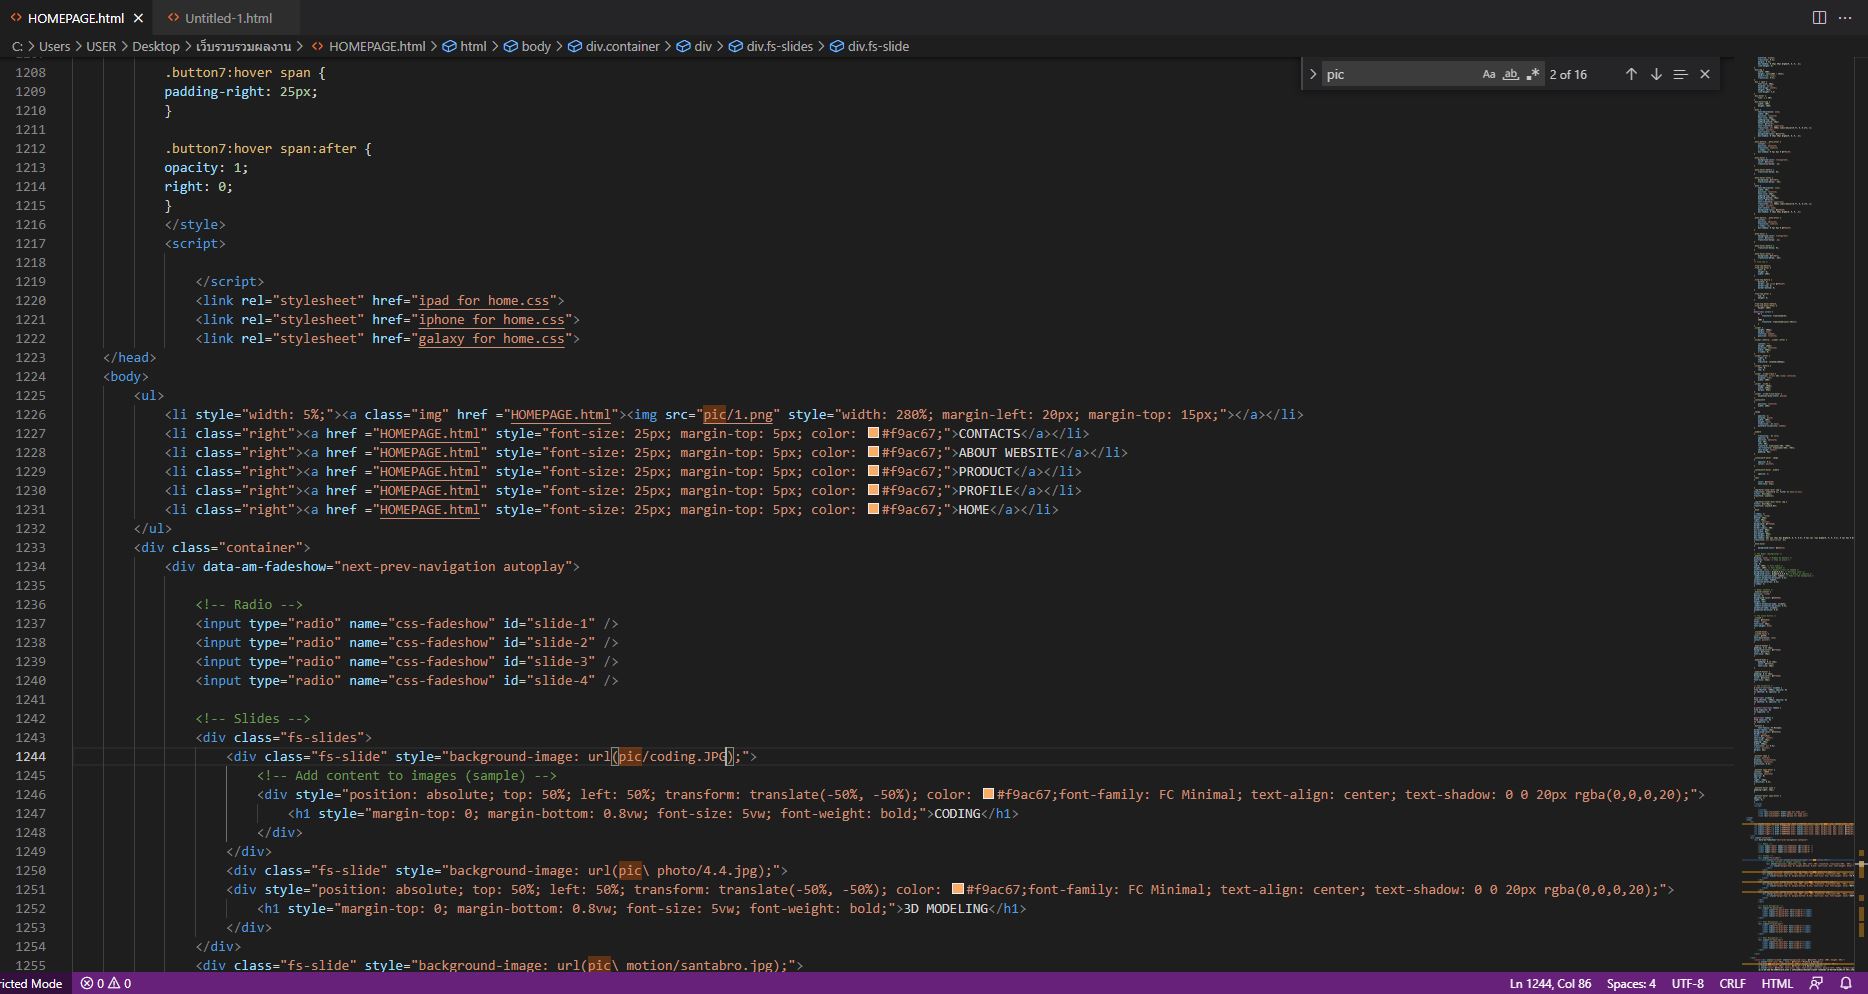 HOMEPAGE.html
Untitled-1.html
C: > Users > USER > Desktop > เว็บรวบรวมผลงาน > HOMEPAGE.html > html > body > div.container > div > div.fs-slides > div.fs-slide
pic Aa ab .* 2 of 16
1208 .button7:hover span {
1209 padding-right: 25px;
1210 }
1211
1212 .button7:hover span:after {
1213 opacity: 1;
1214 right: 0;
1215 }
1216 </style>
1217 <script>
1218
1219 </script>
1220 <link rel="stylesheet" href="ipad for home.css">
1221 <link rel="stylesheet" href="iphone for home.css">
1222 <link rel="stylesheet" href="galaxy for home.css">
1223 </head>
1224 <body>
1225 <ul>
1226 <li style="width: 5%;"><a class="img" href ="HOMEPAGE.html"><img src="pic/1.png" style="width: 280%; margin-left: 20px; margin-top: 15px;"></a></li>
1227 <li class="right"><a href ="HOMEPAGE.html" style="font-size: 25px; margin-top: 5px; color: #f9ac67;">CONTACTS</a></li>
1228 <li class="right"><a href ="HOMEPAGE.html" style="font-size: 25px; margin-top: 5px; color: #f9ac67;">ABOUT WEBSITE</a></li>
1229 <li class="right"><a href ="HOMEPAGE.html" style="font-size: 25px; margin-top: 5px; color: #f9ac67;">PRODUCT</a></li>
1230 <li class="right"><a href ="HOMEPAGE.html" style="font-size: 25px; margin-top: 5px; color: #f9ac67;">PROFILE</a></li>
1231 <li class="right"><a href ="HOMEPAGE.html" style="font-size: 25px; margin-top: 5px; color: #f9ac67;">HOME</a></li>
1232 </ul>
1233 <div class="container">
1234 <div data-am-fadeshow="next-prev-navigation autoplay">
1235
1236 <!-- Radio -->
1237 <input type="radio" name="css-fadeshow" id="slide-1" />
1238 <input type="radio" name="css-fadeshow" id="slide-2" />
1239 <input type="radio" name="css-fadeshow" id="slide-3" />
1240 <input type="radio" name="css-fadeshow" id="slide-4" />
1241
1242 <!-- Slides -->
1243 <div class="fs-slides">
1244 <div class="fs-slide" style="background-image: url(pic/coding.JPG);">
1245 <!-- Add content to images (sample) -->
1246 <div style="position: absolute; top: 50%; left: 50%; transform: translate(-50%, -50%); color: #f9ac67;font-family: FC Minimal; text-align: center; text-shadow: 0 0 20px rgba(0,0,0,20);">
1247 <h1 style="margin-top: 0; margin-bottom: 0.8vw; font-size: 5vw; font-weight: bold;">CODING</h1>
1248 </div>
1249 </div>
1250 <div class="fs-slide" style="background-image: url(pic\ photo/4.4.jpg);">
1251 <div style="position: absolute; top: 50%; left: 50%; transform: translate(-50%, -50%); color: #f9ac67;font-family: FC Minimal; text-align: center; text-shadow: 0 0 20px rgba(0,0,0,20);">
1252 <h1 style="margin-top: 0; margin-bottom: 0.8vw; font-size: 5vw; font-weight: bold;">3D MODELING</h1>
1253 </div>
1254 </div>
1255 <div class="fs-slide" style="background-image: url(pic\ motion/santabro.jpg);">
ricted Mode 0 0 Ln 1244, Col 86 Spaces: 4 UTF-8 CRLF HTML